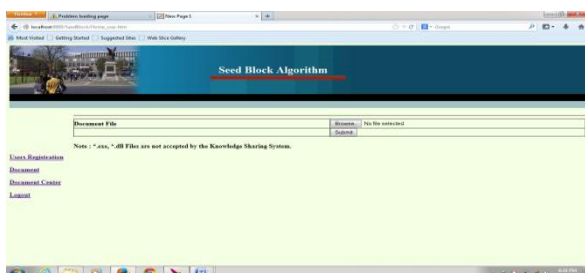 Problem loading page
New Page 1
localhost
Most Visited Getting Started Suggested Sites Web Slice Gallery
Seed Block Algorithm
Document File Browse_ No file selected
Submit
Note : *.exe, *.dll Files are not accepted by the Knowledge Sharing System.
Users Registration
Document
Document Center
Logout